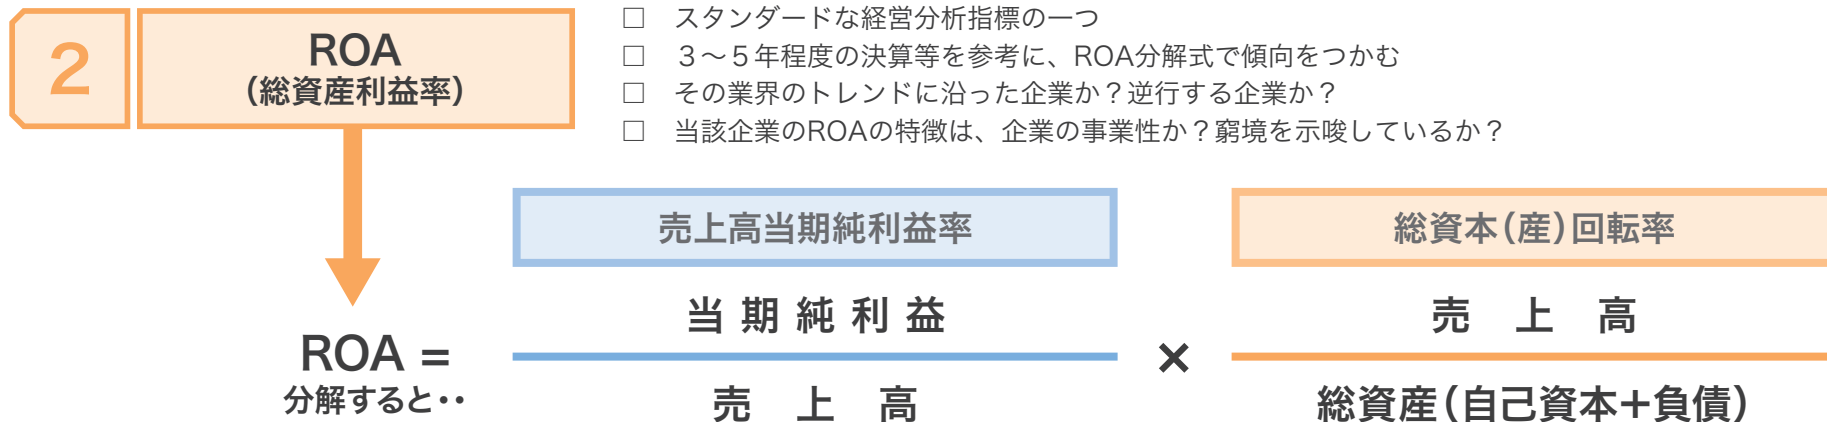 2
ROA
(総資産利益率)
□ スタンダードな経営分析指標の一つ
□ 3～5年程度の決算等を参考に、ROA分解式で傾向をつかむ
□ その業界のトレンドに沿った企業か？逆行する企業か？
□ 当該企業のROAの特徴は、企業の事業性か？窮境を示唆しているか？
売上高当期純利益率
総資本(産)回転率
ROA =
分解すると・・
当期純利益
売上高
×
売上高
総資産(自己資本+負債)